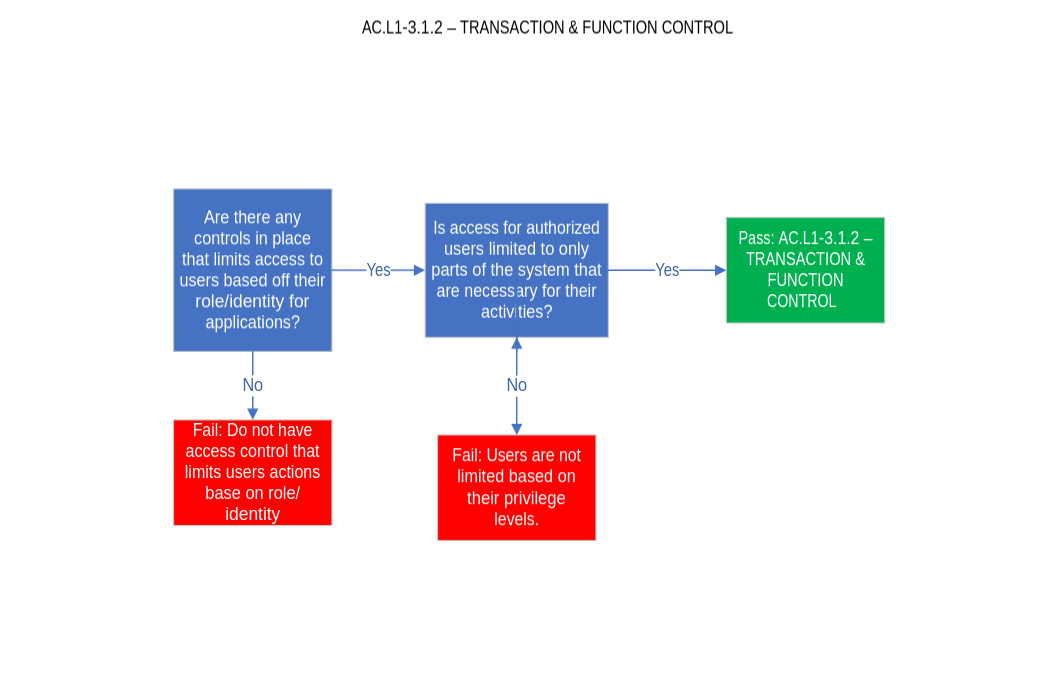 AC.L1-3.1.2 – TRANSACTION & FUNCTION CONTROL
Are there any
controls in place
that limits access to
users based off their
role/identity for
applications?
Yes
Is access for authorized
users limited to only
parts of the system that
are necessary for their
activities?
Yes
Pass: AC.L1-3.1.2 –
TRANSACTION &
FUNCTION
CONTROL
No
No
Fail: Do not have
access control that
limits users actions
base on role/
identity
Fail: Users are not
limited based on
their privilege
levels.